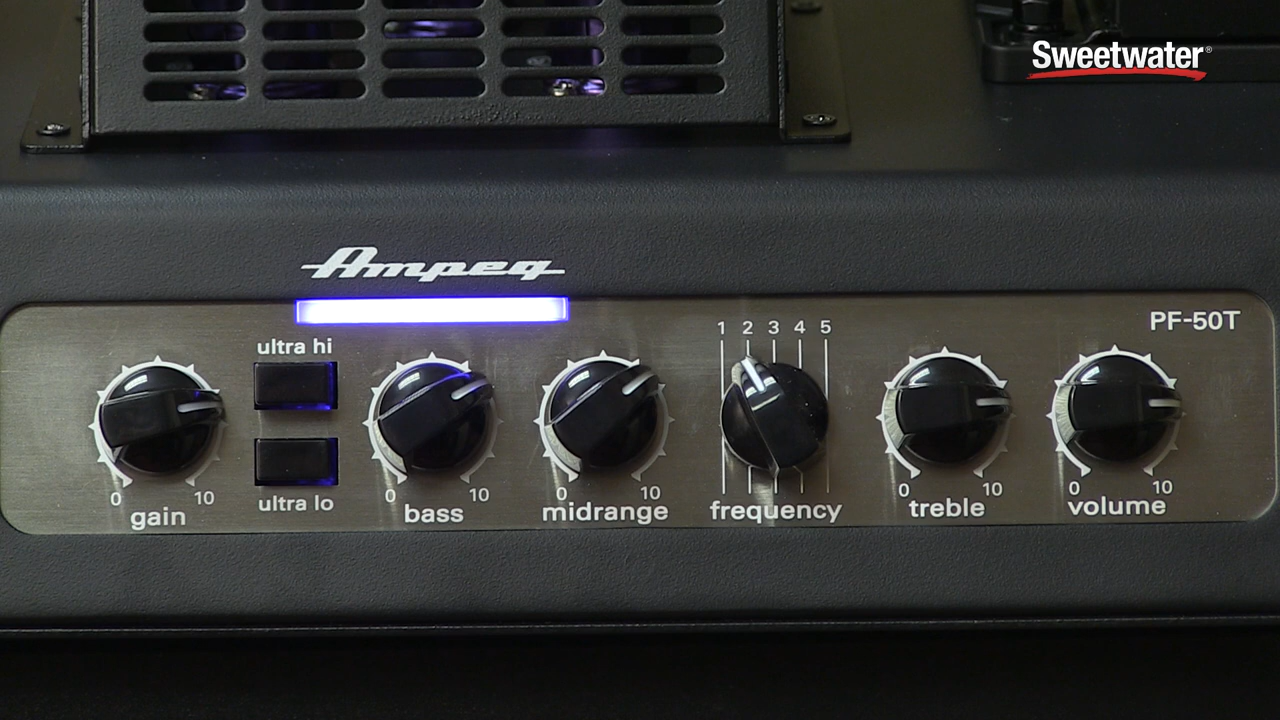 Sweetwater®
Ampeg
PF-50T
1 2 3 4 5
ultra hi
ultra lo
0 10
gain
0 10
bass
0 10
midrange
frequency
0 10
treble
0 10
volume